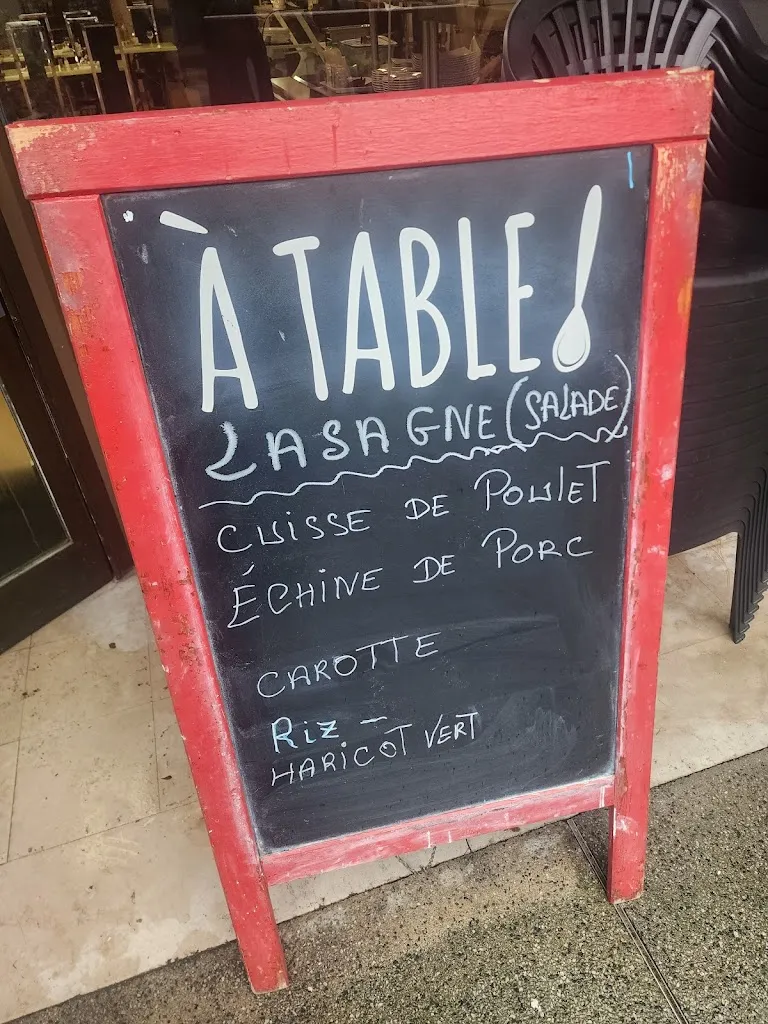 À TABLE!
LASAGNE (SALADE)
CUISSE DE POULET
ÉCHINE DE PORC
CAROTTE
RIZ -
HARICOT VERT